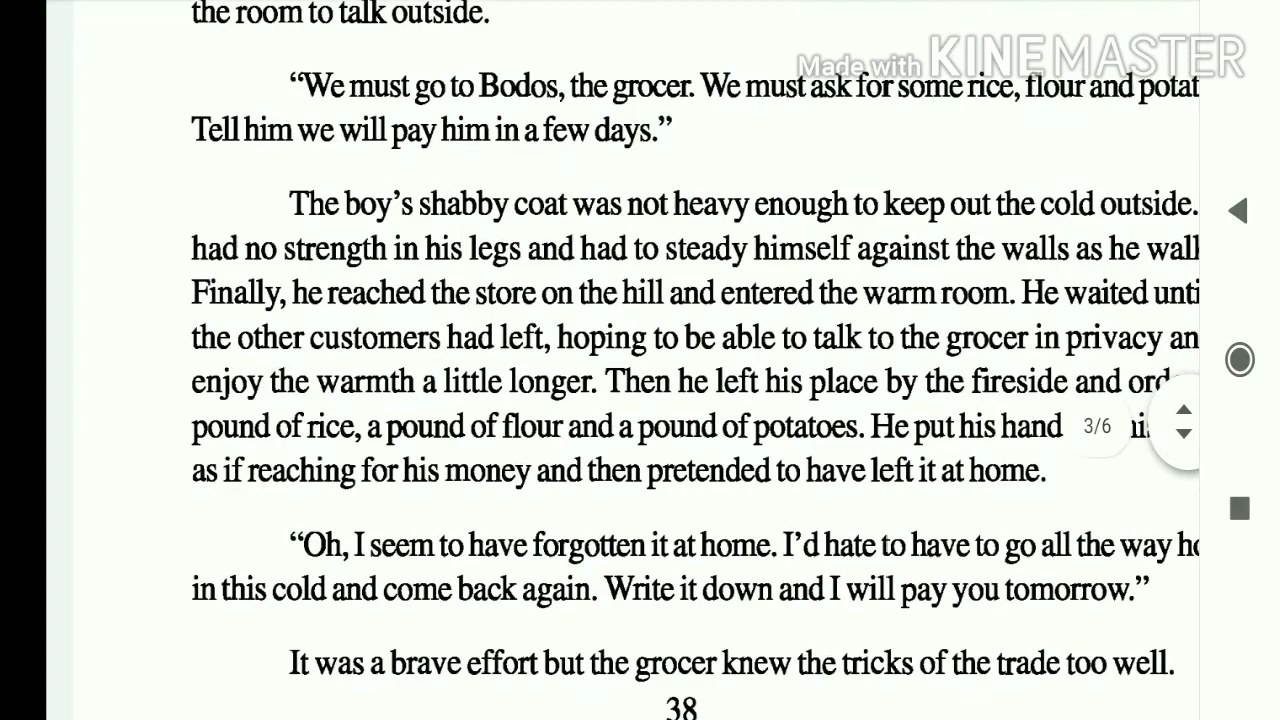 the room to talk outside.
Made with KINEMASTER
“We must go to Bodos, the grocer. We must ask for some rice, flour and potat
Tell him we will pay him in a few days.”
The boy’s shabby coat was not heavy enough to keep out the cold outside.
had no strength in his legs and had to steady himself against the walls as he walk
Finally, he reached the store on the hill and entered the warm room. He waited unti
the other customers had left, hoping to be able to talk to the grocer in privacy an
enjoy the warmth a little longer. Then he left his place by the fireside and ord
pound of rice, a pound of flour and a pound of potatoes. He put his hand
3/6
as if reaching for his money and then pretended to have left it at home.
“Oh, I seem to have forgotten it at home. I’d hate to have to go all the way ho
in this cold and come back again. Write it down and I will pay you tomorrow.”
It was a brave effort but the grocer knew the tricks of the trade too well.
38